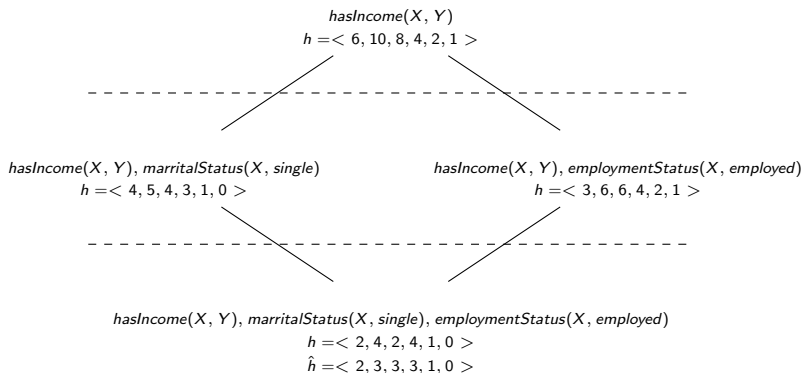 hasIncome(X, Y)
h =< 6, 10, 8, 4, 2, 1 >
hasIncome(X, Y), marritalStatus(X, single)
h =< 4, 5, 4, 3, 1, 0 >
hasIncome(X, Y), employmentStatus(X, employed)
h =< 3, 6, 6, 4, 2, 1 >
hasIncome(X, Y), marritalStatus(X, single), employmentStatus(X, employed)
h =< 2, 4, 2, 4, 1, 0 >
ĥ =< 2, 3, 3, 3, 1, 0 >